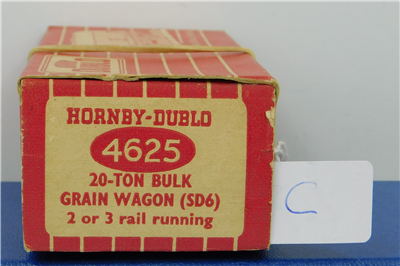 HORNBY-DUBLO
4625
20-TON BULK
GRAIN WAGON (SD6)
2 or 3 rail running
C